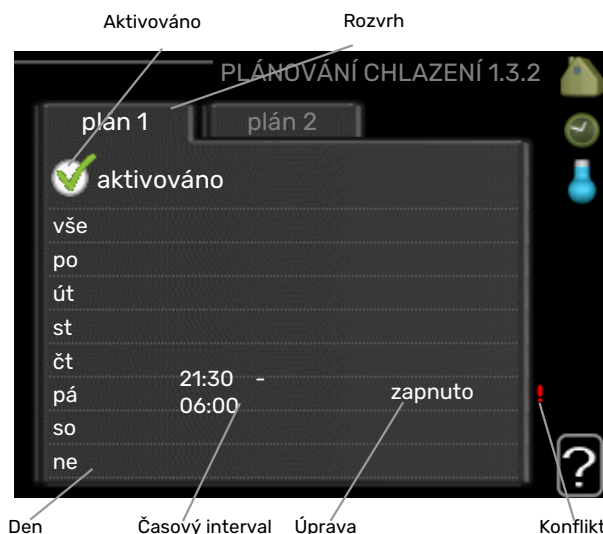 Aktivováno Rozvrh
PLÁNOVÁNÍ CHLAZENÍ 1.3.2
plán 1 plán 2
aktivováno
vše
po
út
st
čt
pá 21:30 - 06:00 zapnuto !
so
ne
?
Den Časový interval Úprava Konflikt